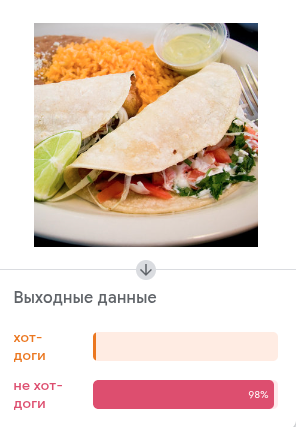 Выходные данные
хот-
доги
не хот-
доги
98%